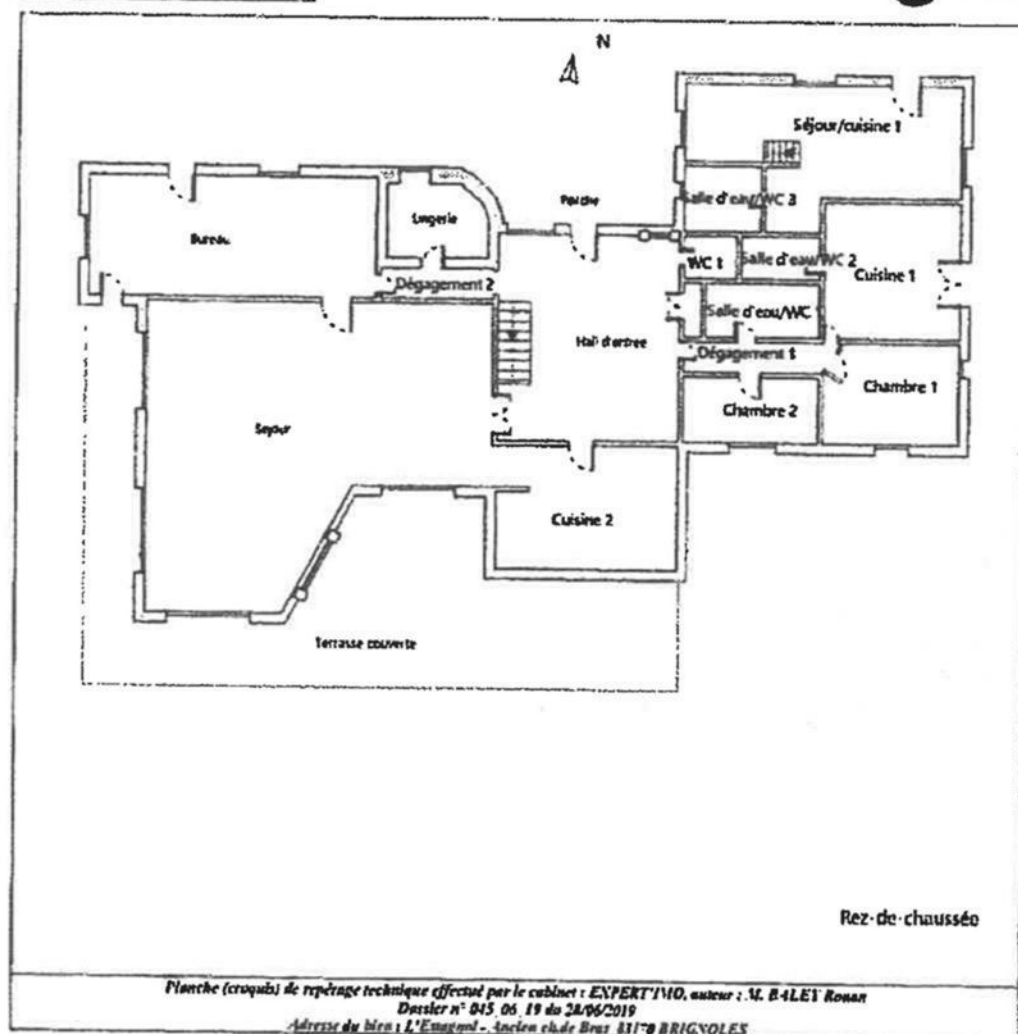 N
Séjour/cuisine 1
Salle d'eau/WC 3
Porche
Lingerie
Bureau
WC 1
Salle d'eau/WC 2
Cuisine 1
Dégagement 2
Salle d'eau/WC
Hall d'entree
Dégagement 1
Chambre 1
Chambre 2
Sejour
Cuisine 2
Terrasse couverte
Rez-de-chaussée
Planche (croquis) de repérage technique effectué par le cabinet : EXPERT'IMO, auteur : M. BALEY Ronan
Dossier n° 045_06_19 du 28/06/2019
Adresse du bien : - Ancien ch.de Bras 83170 BRIGNOLES